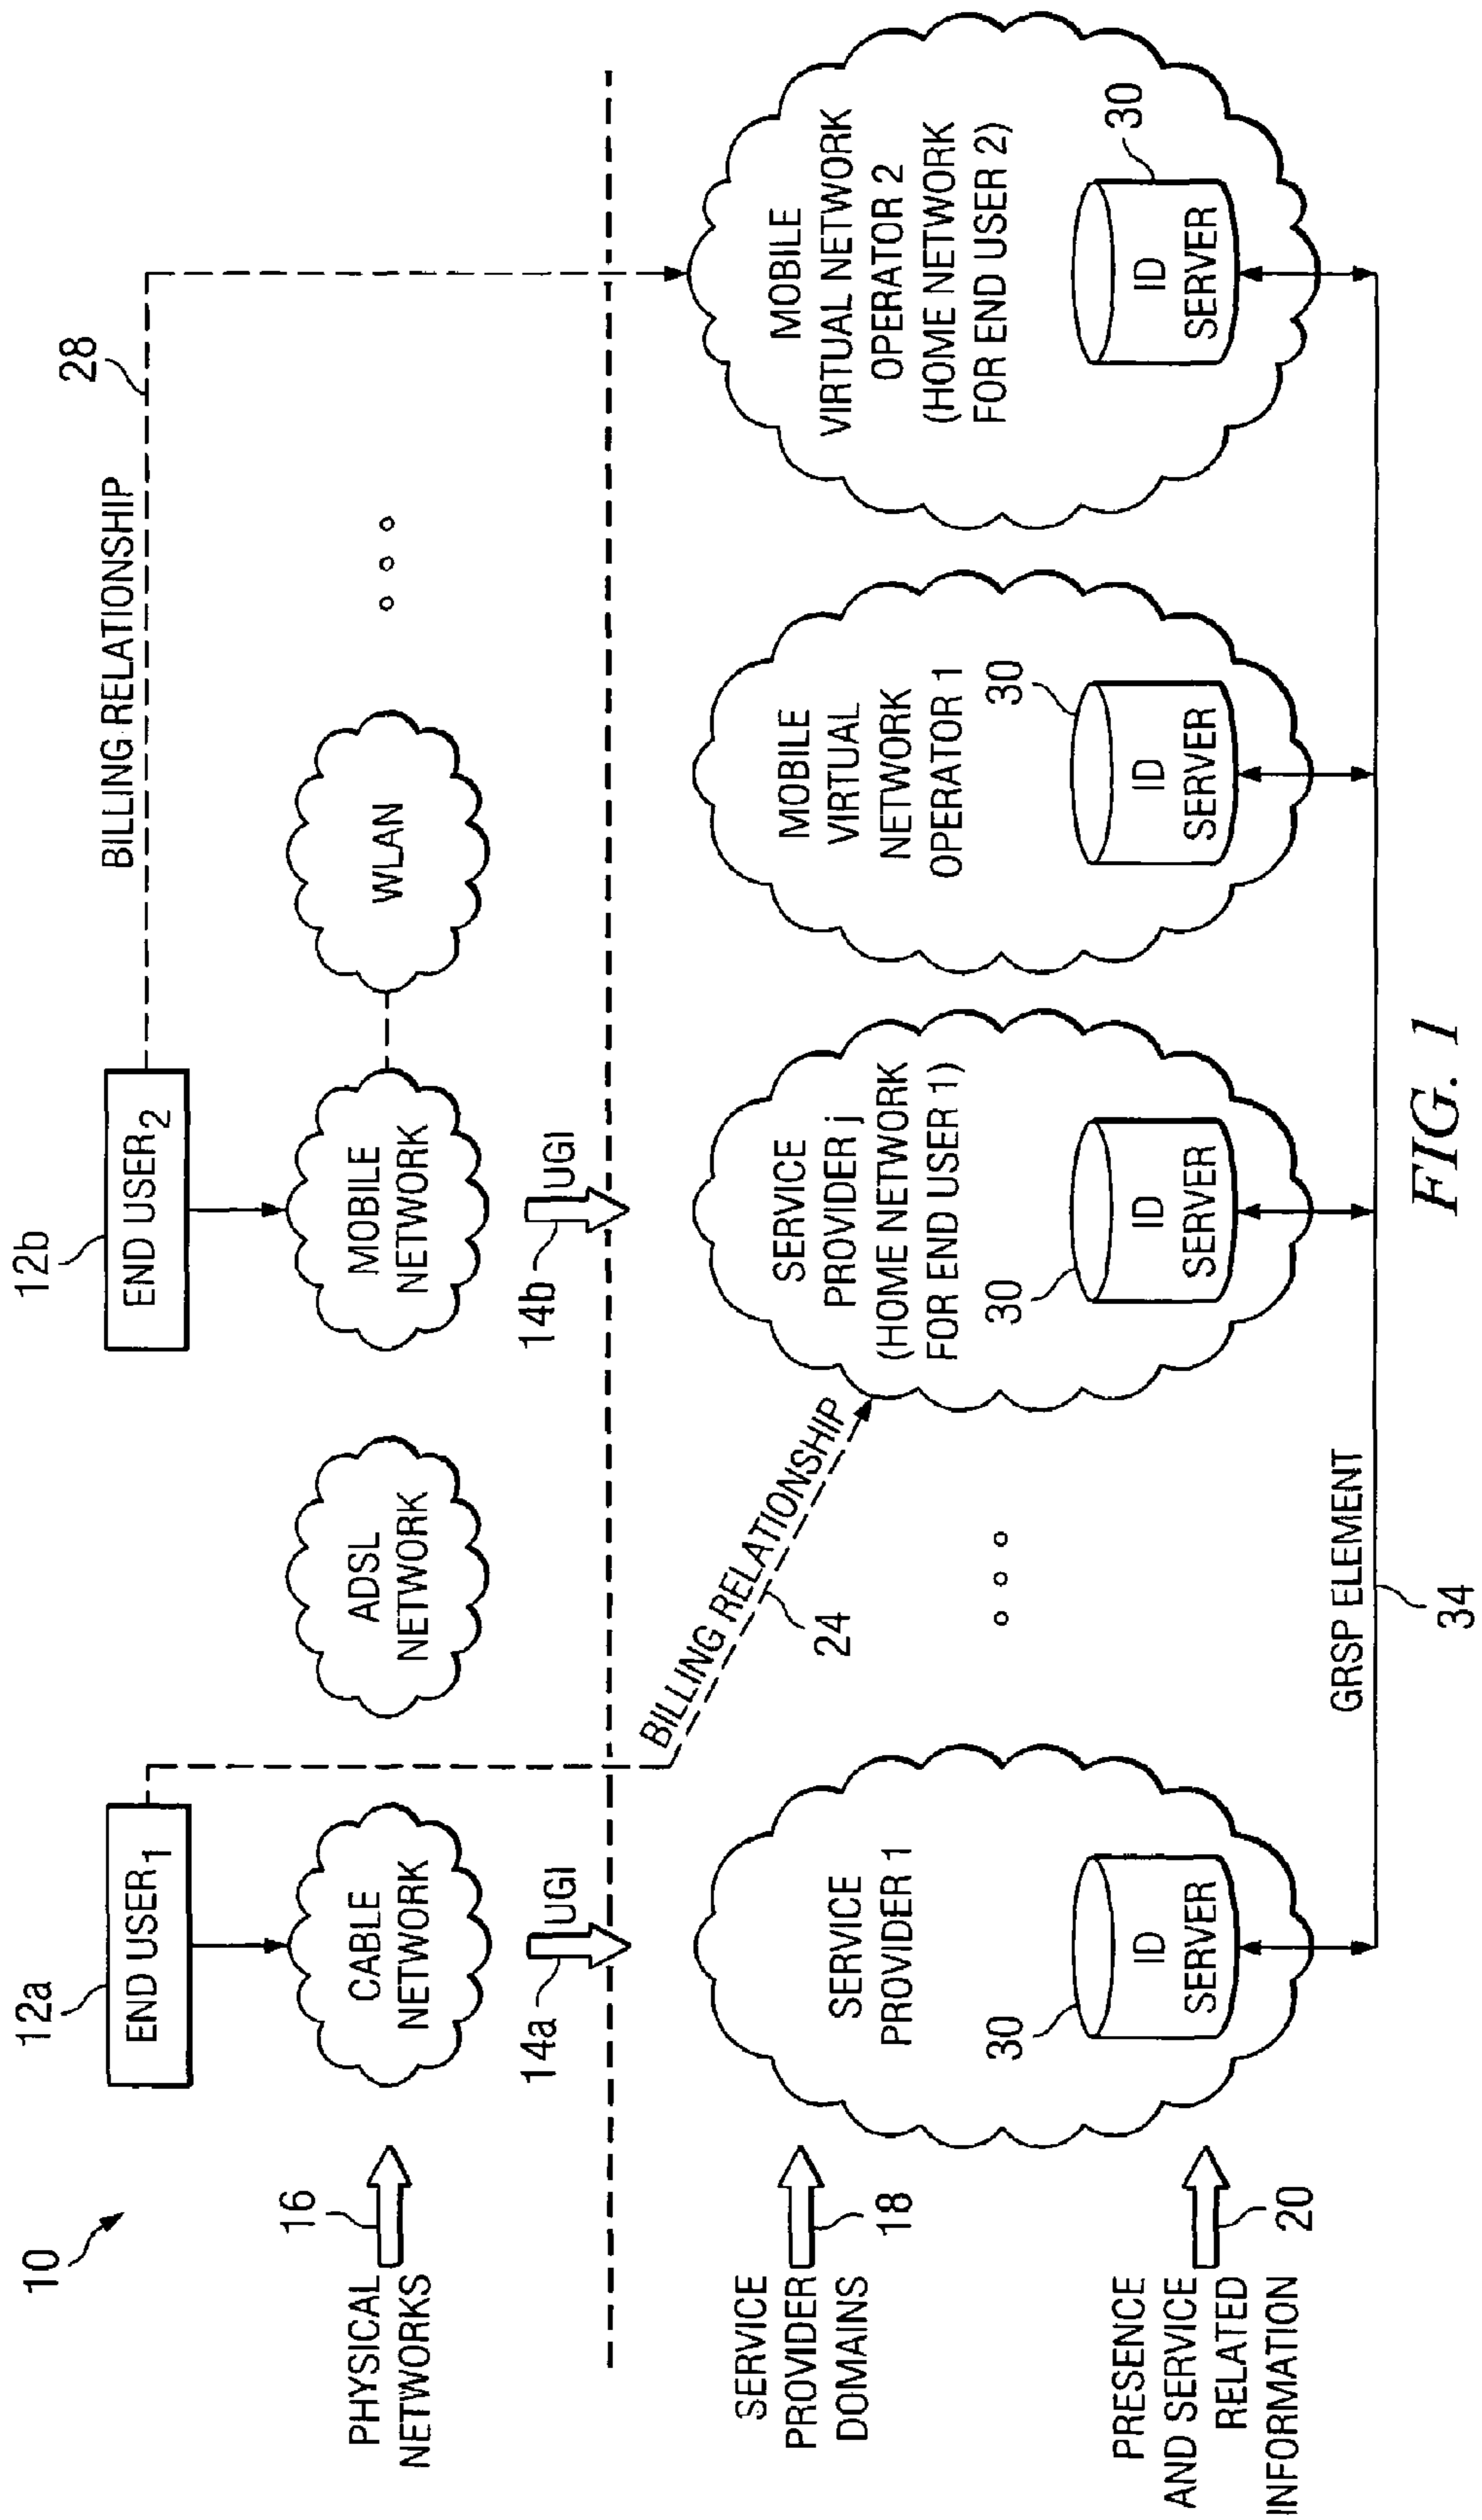 10
12a
END USER1
12b
END USER2
BILLING RELATIONSHIP
28
PHYSICAL
NETWORKS
16
CABLE
NETWORK
ADSL
NETWORK
MOBILE
NETWORK
WLAN
14a
UGI
14b
UGI
SERVICE
PROVIDER
DOMAINS
18
BILLING RELATIONSHIP
24
SERVICE
PROVIDER 1
30
ID
SERVER
SERVICE
PROVIDER j
(HOME NETWORK
FOR END USER 1)
30
ID
SERVER
MOBILE
VIRTUAL
NETWORK
OPERATOR 1
30
ID
SERVER
MOBILE
VIRTUAL NETWORK
OPERATOR 2
(HOME NETWORK
FOR END USER 2)
30
ID
SERVER
PRESENCE
AND SERVICE
RELATED
INFORMATION
20
GRSP ELEMENT
34
FIG. 1